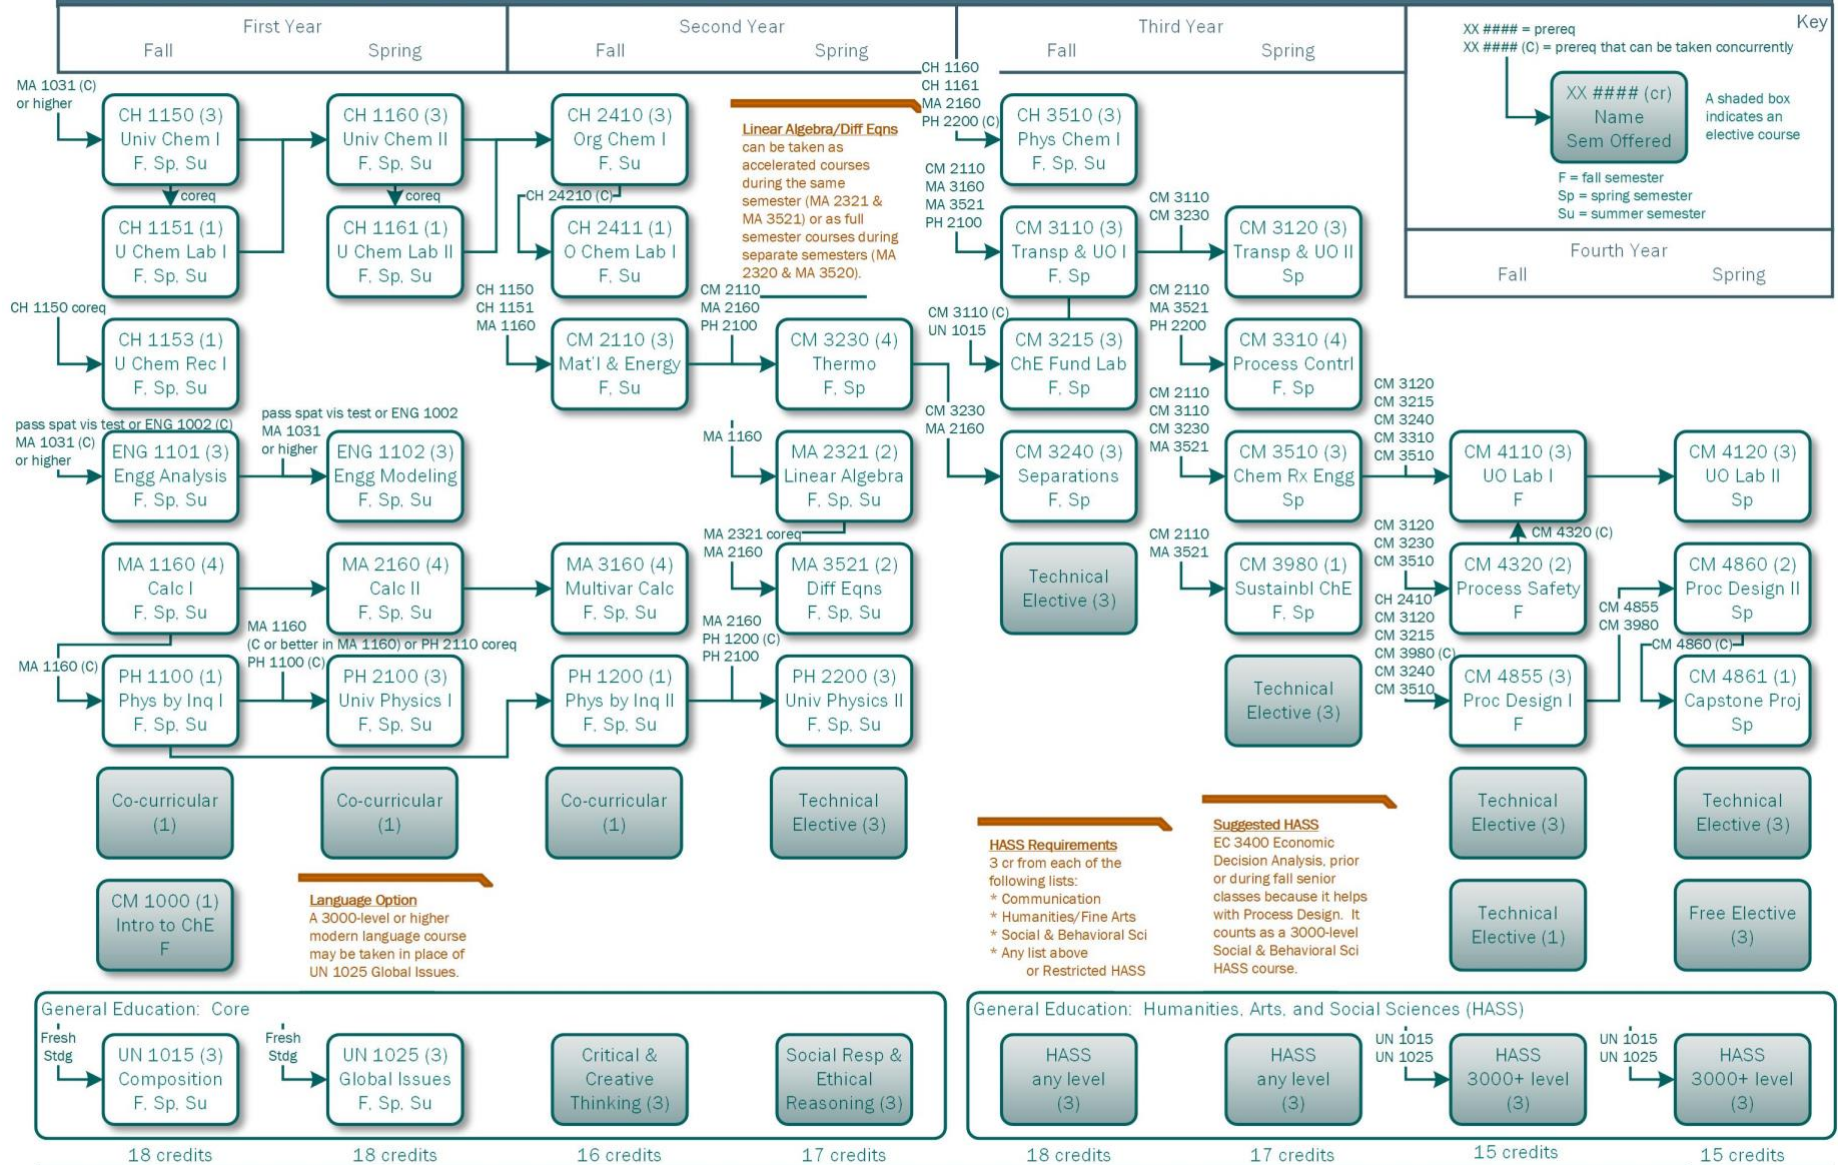 First Year
Fall
Spring
Second Year
Fall
Spring
Third Year
Fall
Spring
Key
XX #### = prereq
XX #### (C) = prereq that can be taken concurrently
XX #### (cr)
Name
Sem Offered
A shaded box
indicates an
elective course
F = fall semester
Sp = spring semester
Su = summer semester
Fourth Year
Fall
Spring
MA 1031 (C)
or higher
CH 1150 (3)
Univ Chem I
F, Sp, Su
coreq
CH 1151 (1)
U Chem Lab I
F, Sp, Su
CH 1150 coreq
CH 1153 (1)
U Chem Rec I
F, Sp, Su
pass spat vis test or ENG 1002 (C)
MA 1031 (C)
or higher
ENG 1101 (3)
Engg Analysis
F, Sp, Su
MA 1160 (4)
Calc I
F, Sp, Su
MA 1160 (C)
PH 1100 (1)
Phys by Inq I
F, Sp, Su
Co-curricular
(1)
CM 1000 (1)
Intro to ChE
F
CH 1160 (3)
Univ Chem II
F, Sp, Su
coreq
CH 1161 (1)
U Chem Lab II
F, Sp, Su
pass spat vis test or ENG 1002
MA 1031
or higher
ENG 1102 (3)
Engg Modeling
F, Sp, Su
MA 2160 (4)
Calc II
F, Sp, Su
MA 1160
(C or better in MA 1160) or PH 2110 coreq
PH 1100 (C)
PH 2100 (3)
Univ Physics I
F, Sp, Su
Co-curricular
(1)
Language Option
A 3000-level or higher
modern language course
may be taken in place of
UN 1025 Global Issues.
CH 2410 (3)
Org Chem I
F, Su
CH 24210 (C)
CH 2411 (1)
O Chem Lab I
F, Su
CH 1150
CH 1151
MA 1160
CM 2110 (3)
Mat'l & Energy
F, Su
MA 3160 (4)
Multivar Calc
F, Sp, Su
PH 1200 (1)
Phys by Inq II
F, Sp, Su
Co-curricular
(1)
Linear Algebra/Diff Eqns
can be taken as
accelerated courses
during the same
semester (MA 2321 &
MA 3521) or as full
semester courses during
separate semesters (MA
2320 & MA 3520).
CM 2110
MA 2160
PH 2100
CM 3230 (4)
Thermo
F, Sp
MA 1160
MA 2321 (2)
Linear Algebra
F, Sp, Su
MA 2321 coreq
MA 2160
MA 3521 (2)
Diff Eqns
F, Sp, Su
MA 2160
PH 1200 (C)
PH 2100
PH 2200 (3)
Univ Physics II
F, Sp, Su
Technical
Elective (3)
CH 1160
CH 1161
MA 2160
PH 2200 (C)
CH 3510 (3)
Phys Chem I
F, Sp, Su
CM 2110
MA 3160
MA 3521
PH 2100
CM 3110 (3)
Transp & UO I
F, Sp
CM 3110 (C)
UN 1015
CM 3215 (3)
ChE Fund Lab
F, Sp
CM 3230
MA 2160
CM 3240 (3)
Separations
F, Sp
Technical
Elective (3)
HASS Requirements
3 cr from each of the
following lists:
* Communication
* Humanities/Fine Arts
* Social & Behavioral Sci
* Any list above
or Restricted HASS
CM 3110
CM 3230
CM 3120 (3)
Transp & UO II
Sp
CM 2110
MA 3521
PH 2200
CM 3310 (4)
Process Contrl
F, Sp
CM 2110
CM 3110
CM 3230
MA 3521
CM 3510 (3)
Chem Rx Engg
Sp
CM 2110
MA 3521
CM 3980 (1)
Sustainbl ChE
F, Sp
Technical
Elective (3)
Suggested HASS
EC 3400 Economic
Decision Analysis, prior
or during fall senior
classes because it helps
with Process Design. It
counts as a 3000-level
Social & Behavioral Sci
HASS course.
CM 3120
CM 3215
CM 3240
CM 3310
CM 3510
CM 4110 (3)
UO Lab I
F
CM 4320 (C)
CM 3120
CM 3230
CM 3510
CM 4320 (2)
Process Safety
F
CH 2410
CM 3120
CM 3215
CM 3980 (C)
CM 3240
CM 3510
CM 4855 (3)
Proc Design I
F
Technical
Elective (3)
Technical
Elective (1)
CM 4120 (3)
UO Lab II
Sp
CM 4855
CM 3980
CM 4860 (2)
Proc Design II
Sp
CM 4860 (C)
CM 4861 (1)
Capstone Proj
Sp
Technical
Elective (3)
Free Elective
(3)
General Education: Core
Fresh
Stdg
UN 1015 (3)
Composition
F, Sp, Su
Fresh
Stdg
UN 1025 (3)
Global Issues
F, Sp, Su
Critical &
Creative
Thinking (3)
Social Resp &
Ethical
Reasoning (3)
General Education: Humanities, Arts, and Social Sciences (HASS)
HASS
any level
(3)
HASS
any level
(3)
UN 1015
UN 1025
HASS
3000+ level
(3)
UN 1015
UN 1025
HASS
3000+ level
(3)
18 credits
18 credits
16 credits
17 credits
18 credits
17 credits
15 credits
15 credits